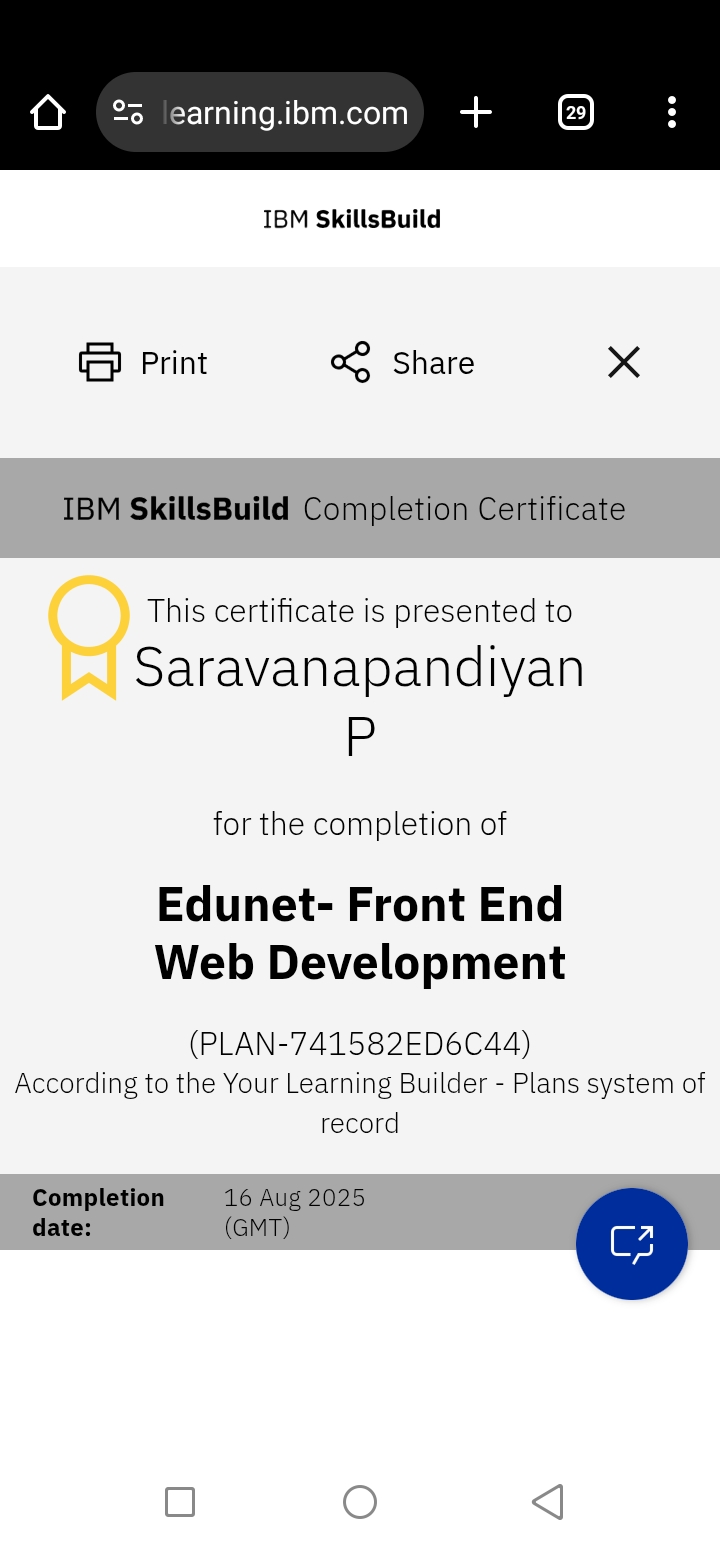 learning.ibm.com
29
IBM SkillsBuild
Print
Share
IBM SkillsBuild Completion Certificate
This certificate is presented to
Saravanapandiyan
P
for the completion of
Edunet- Front End
Web Development
(PLAN-741582ED6C44)
According to the Your Learning Builder - Plans system of
record
Completion date:
16 Aug 2025 (GMT)